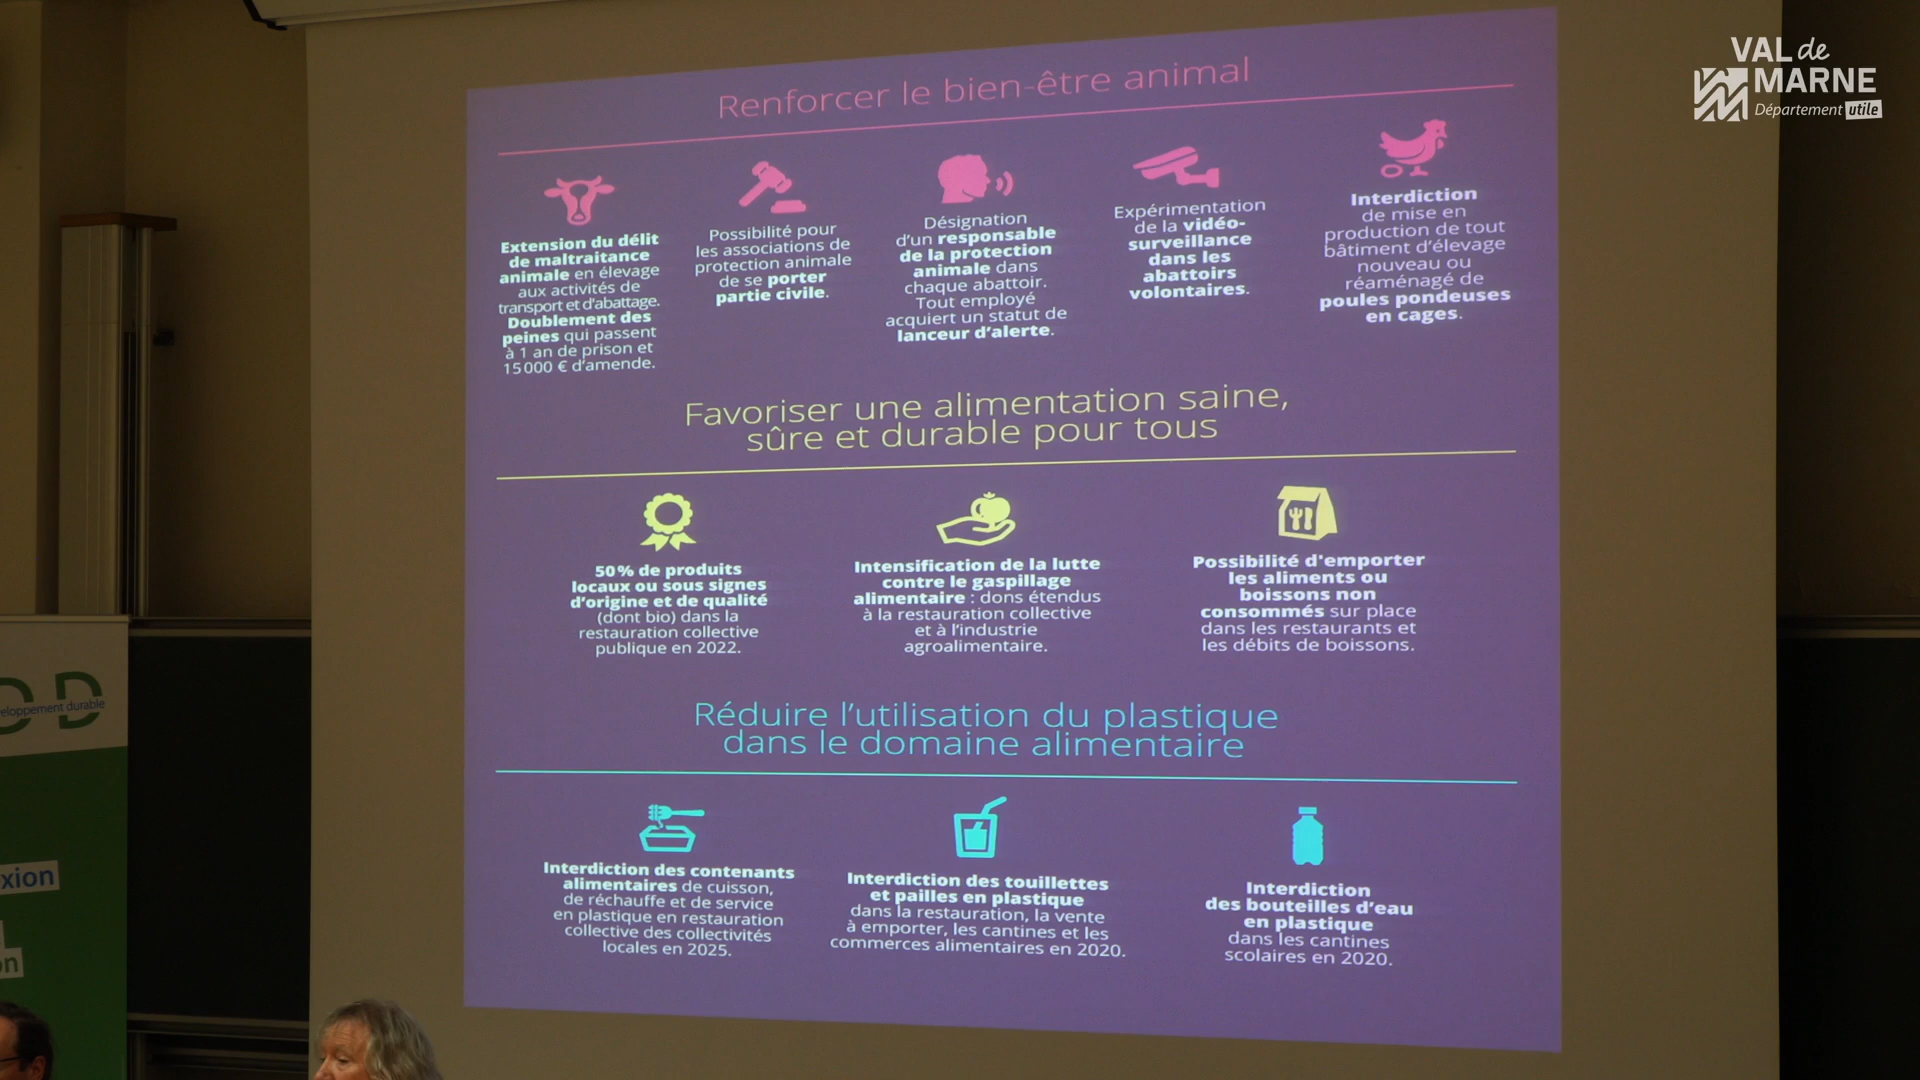 VAL de
MARNE
Département utile
Renforcer le bien-être animal
Extension du délit
de maltraitance
animale en élevage
aux activités de
transport et d'abattage.
Doublement des
peines qui passent
à 1 an de prison et
15 000 € d'amende.
Possibilité pour
les associations de
protection animale
de se porter
partie civile.
Désignation
d'un responsable
de la protection
animale dans
chaque abattoir.
Tout employé
acquiert un statut de
lanceur d'alerte.
Expérimentation
de la vidéo-
surveillance
dans les
abattoirs
volontaires.
Interdiction
de mise en
production de tout
bâtiment d'élevage
nouveau ou
réaménagé de
poules pondeuses
en cages.
Favoriser une alimentation saine,
sûre et durable pour tous
50 % de produits
locaux ou sous signes
d'origine et de qualité
(dont bio) dans la
restauration collective
publique en 2022.
Intensification de la lutte
contre le gaspillage
alimentaire : dons étendus
à la restauration collective
et à l'industrie
agroalimentaire.
Possibilité d'emporter
les aliments ou
boissons non
consommés sur place
dans les restaurants et
les débits de boissons.
Réduire l'utilisation du plastique
dans le domaine alimentaire
Interdiction des contenants
alimentaires de cuisson,
de réchauffe et de service
en plastique en restauration
collective des collectivités
locales en 2025.
Interdiction des touillettes
et pailles en plastique
dans la restauration, la vente
à emporter, les cantines et les
commerces alimentaires en 2020.
Interdiction
des bouteilles d'eau
en plastique
dans les cantines
scolaires en 2020.
DD
eloppement durable
xion
on